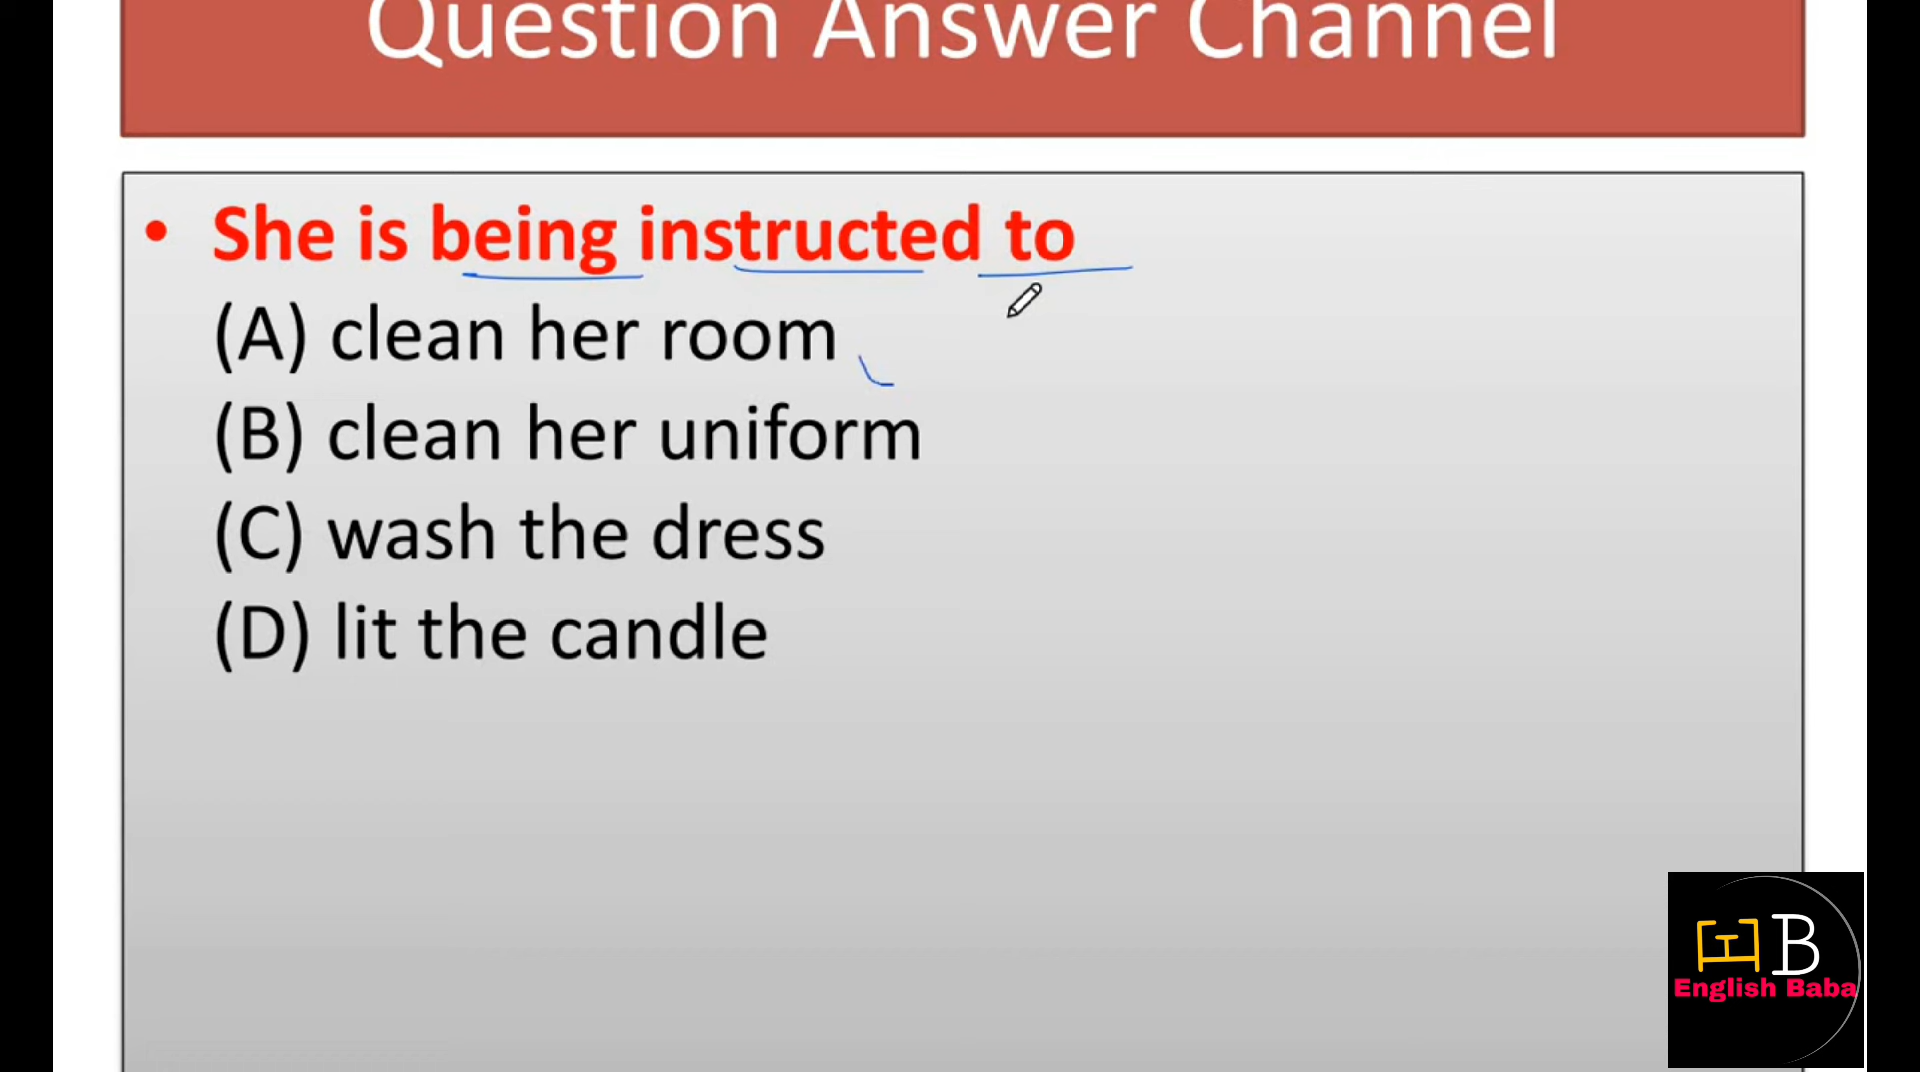 Question Answer Channel
• She is being instructed to
(A) clean her room
(B) clean her uniform
(C) wash the dress
(D) lit the candle
EB
English Baba